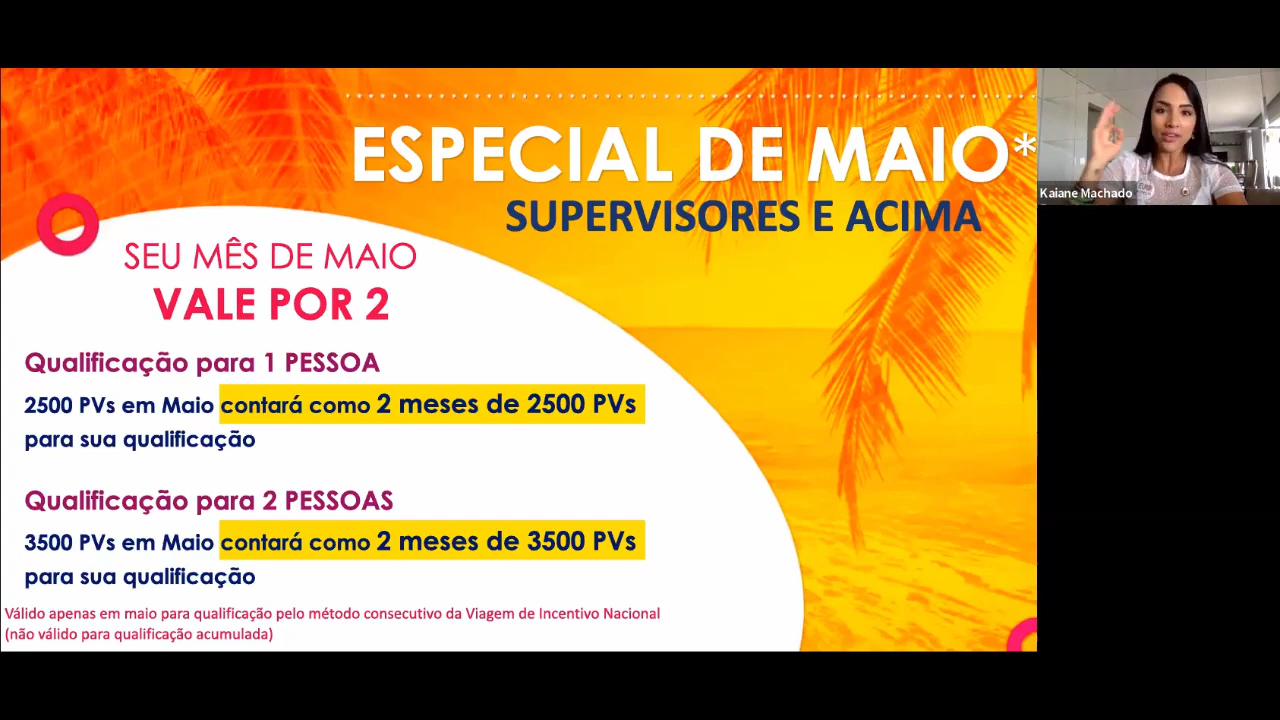 ESPECIAL DE MAIO*
SUPERVISORES E ACIMA
Kaiane Machado
SEU MÊS DE MAIO
VALE POR 2
Qualificação para 1 PESSOA
2500 PVs em Maio contará como 2 meses de 2500 PVs
para sua qualificação
Qualificação para 2 PESSOAS
3500 PVs em Maio contará como 2 meses de 3500 PVs
para sua qualificação
Válido apenas em maio para qualificação pelo método consecutivo da Viagem de Incentivo Nacional
(não válido para qualificação acumulada)